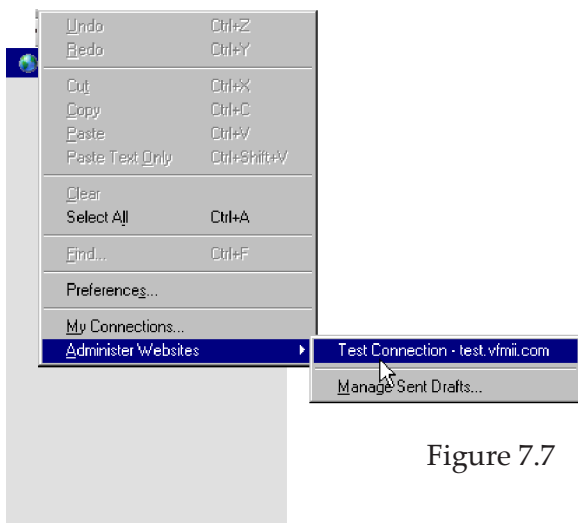 Undo Ctrl+Z
Redo Ctrl+Y
Cut Ctrl+X
Copy Ctrl+C
Paste Ctrl+V
Paste Text Only Ctrl+Shift+V
Clear
Select All Ctrl+A
Find... Ctrl+F
Preferences...
My Connections...
Administer Websites
Test Connection - test.vfmii.com
Manage Sent Drafts...
Figure 7.7